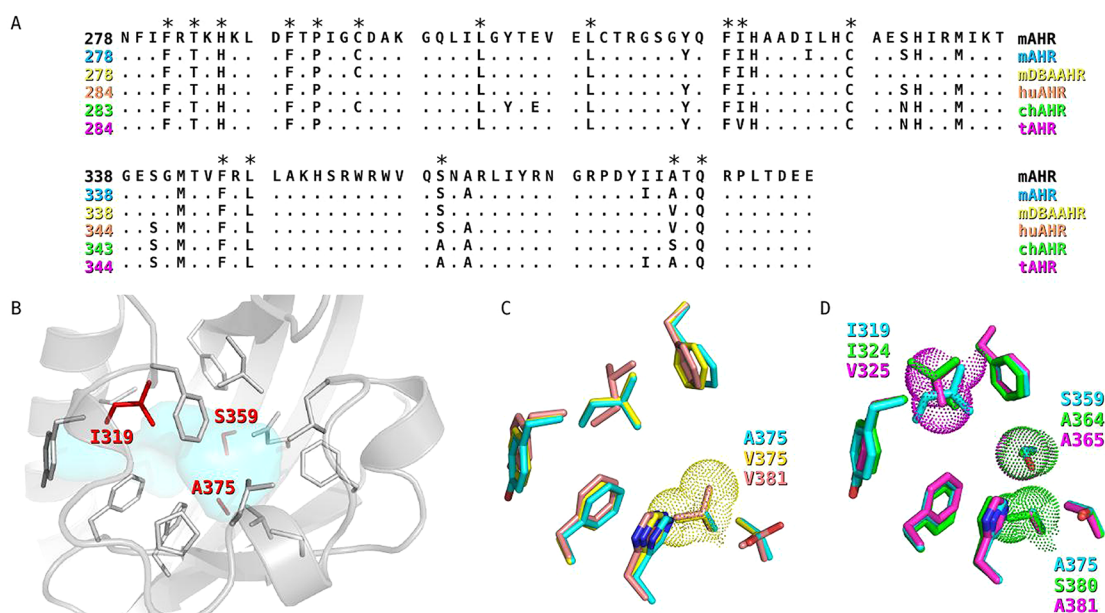 A
* * * * * * * * ** *
278 NFIFRTKHKL DFTPIGCDAK GQLILGYTEV ELCTRGSGYQ FIHAADILHC AESHIRMIKT mAHR
278 ...F.T.H.. .F.P..C... .....L.... .L......Y. FIH...I..C ..SH..M... mAHR
278 ...F.T.H.. .F.P..C... .....L.... .L......Y. FIH......C .......... mDBAAHR
284 ...F.T.H.. .F.P...... .....L.... .L......Y. FI.......C ..SH..M... huAHR
283 ...F.T.H.. .F.P..C... .....L.Y.E .L......Y. FIH......C ..NH..M... chAHR
284 ...F.T.H.. .F.P...... .....L.... .L......Y. FVH......C ..NH..M... tAHR
* * * * *
338 GESGMTVFRL LAKHSRWRWV QSNARLIYRN GRPDYIIATQ RPLTDEE mAHR
338 ....M..F.L .......... .S.A...... .....I.A.Q ....... mAHR
338 ....M..F.L .......... .S........ .......V.Q ....... mDBAAHR
344 ..S.M..F.L .......... .S.A...... .......V.Q ....... huAHR
343 ....M..F.L .......... .A.A...... .......S.Q ....... chAHR
344 ..S.M..F.L .......... .A.A...... .....I.A.Q ....... tAHR
B
I319
S359
A375
C
A375
V375
V381
D
I319
I324
V325
S359
A364
A365
A375
S380
A381